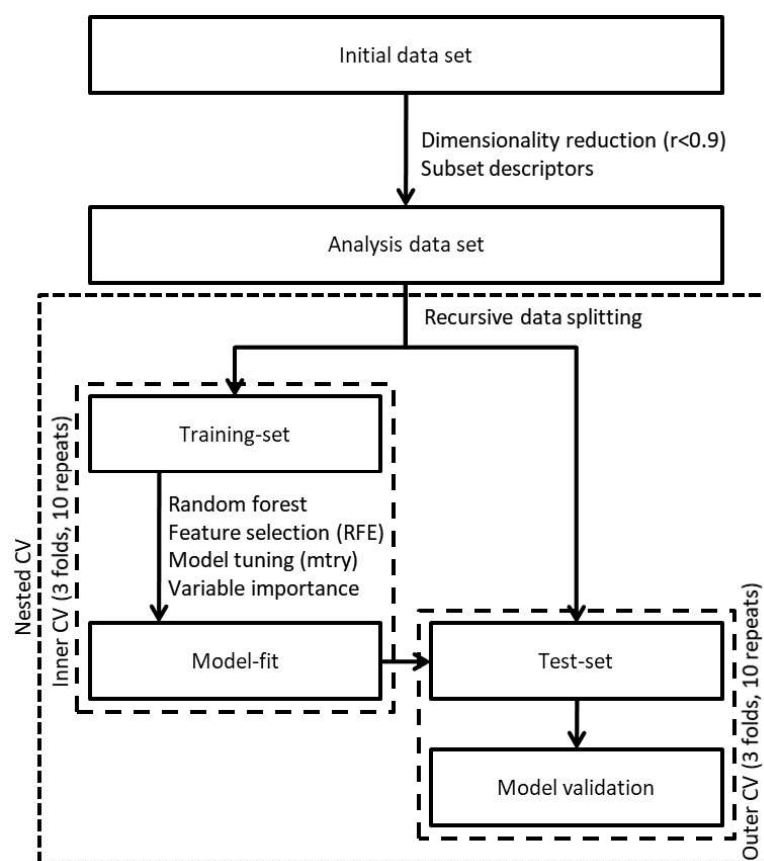 Initial data set
Dimensionality reduction (r<0.9)
Subset descriptors
Analysis data set
Recursive data splitting
Training-set
Random forest
Feature selection (RFE)
Model tuning (mtry)
Variable importance
Nested CV
Inner CV (3 folds, 10 repeats)
Model-fit
Test-set
Model validation
Outer CV (3 folds, 10 repeats)